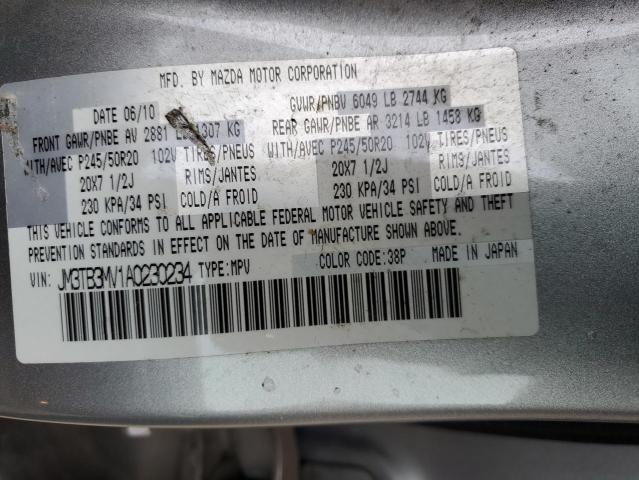 MFD. BY MAZDA MOTOR CORPORATION
DATE 06/10 GVWR/PNBV 6049 LB 2744 KG
FRONT GAWR/PNBE AV 2881 LB 1307 KG REAR GAWR/PNBE AR 3214 LB 1458 KG
WITH/AVEC P245/50R20 102V TIRES/PNEUS WITH/AVEC P245/50R20 102V TIRES/PNEUS
20X7 1/2J RIMS/JANTES 20X7 1/2J RIMS/JANTES
230 KPA/34 PSI COLD/A FROID 230 KPA/34 PSI COLD/A FROID
THIS VEHICLE CONFORMS TO ALL APPLICABLE FEDERAL MOTOR VEHICLE SAFETY AND THEFT
PREVENTION STANDARDS IN EFFECT ON THE DATE OF MANUFACTURE SHOWN ABOVE.
VIN: JM3TB3MV1A0230234 TYPE:MPV COLOR CODE:38P MADE IN JAPAN